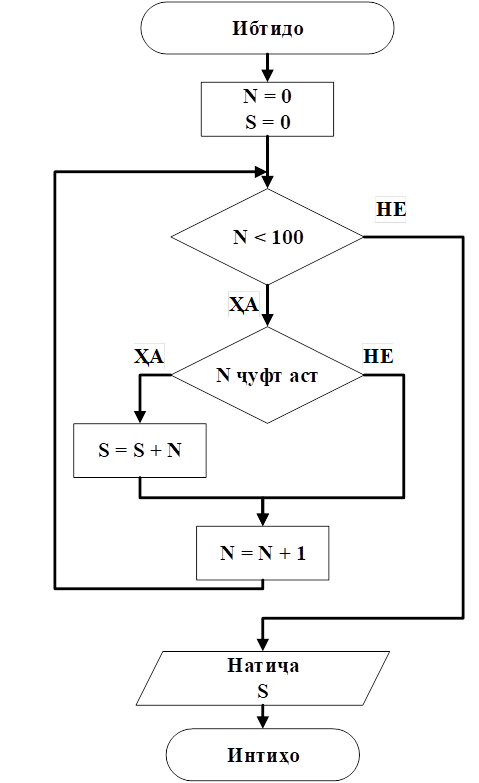 Ибтидо
N = 0
S = 0
N < 100
НЕ
ҲА
N ҷуфт аст
ҲА
НЕ
S = S + N
N = N + 1
Натиҷа
S
Интиҳо